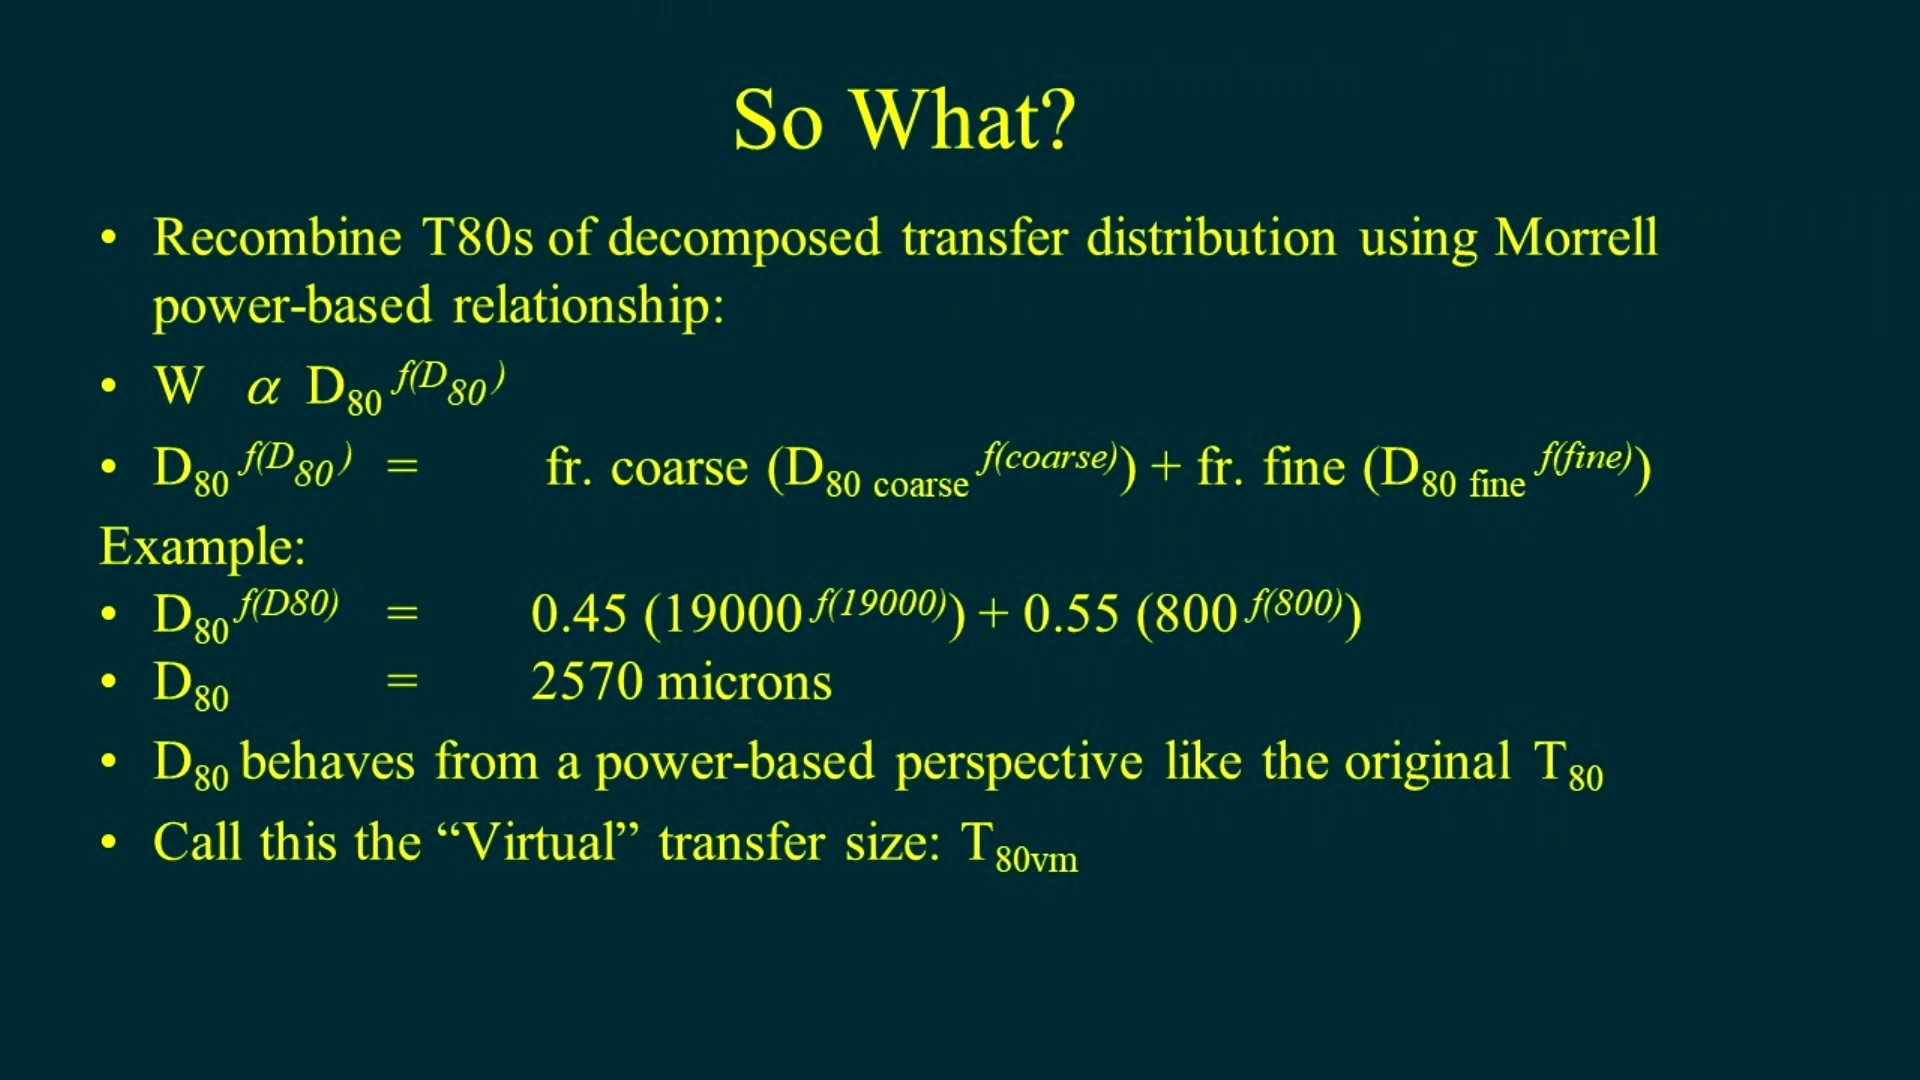 So What?
• Recombine T80s of decomposed transfer distribution using Morrell
power-based relationship:
• W α D80 f(D80)
• D80 f(D80) = fr. coarse (D80 coarse f(coarse)) + fr. fine (D80 fine f(fine))
Example:
• D80 f(D80) = 0.45 (19000 f(19000)) + 0.55 (800 f(800))
• D80 = 2570 microns
• D80 behaves from a power-based perspective like the original T80
• Call this the “Virtual” transfer size: T80vm